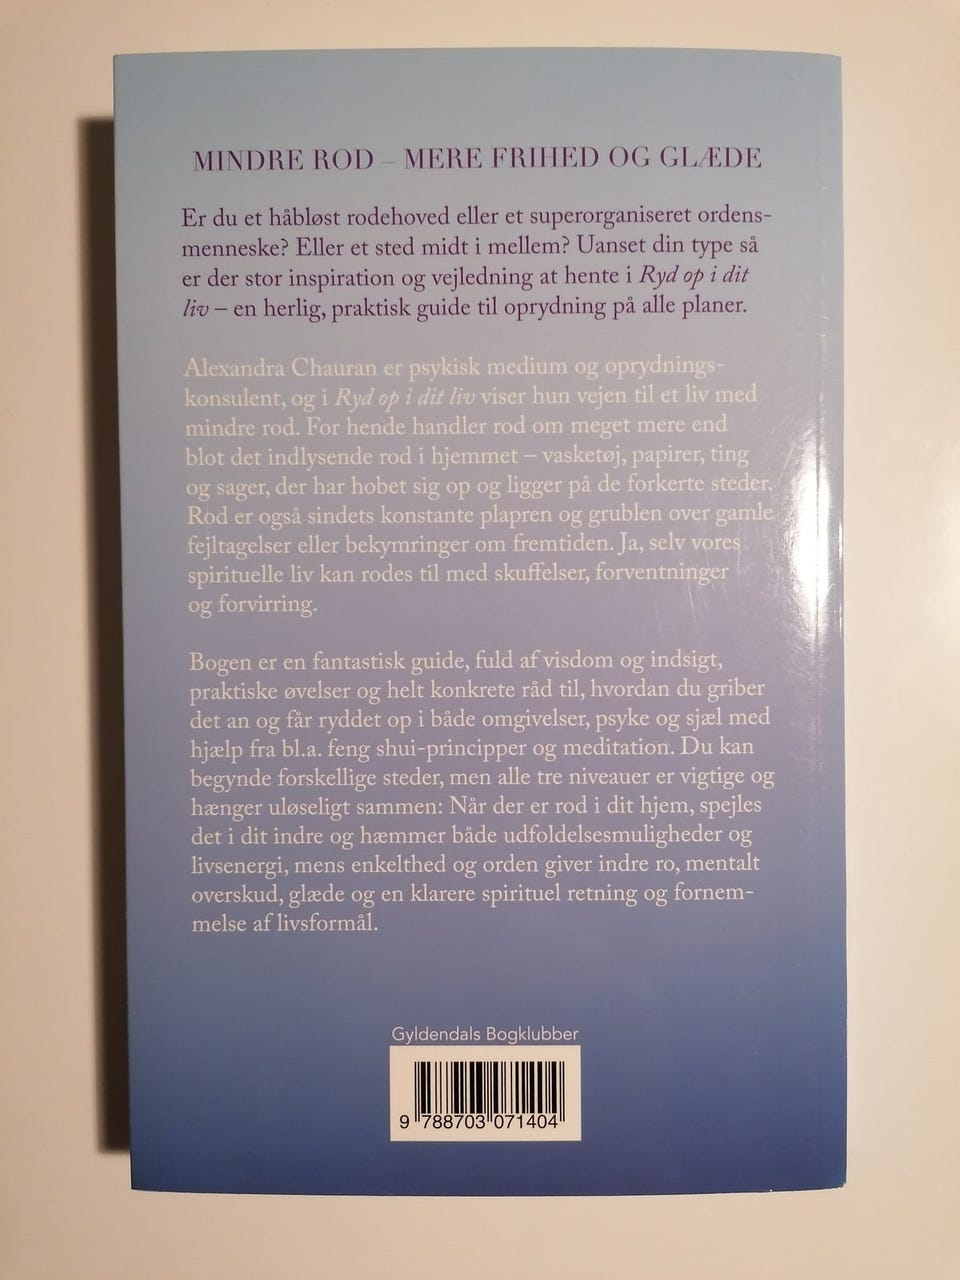 MINDRE ROD – MERE FRIHED OG GLÆDE
Er du et håbløst rodehoved eller et superorganiseret ordens-
menneske? Eller et sted midt i mellem? Uanset din type så
er der stor inspiration og vejledning at hente i Ryd op i dit
liv – en herlig, praktisk guide til oprydning på alle planer.
Alexandra Chauran er psykisk medium og oprydnings-
konsulent, og i Ryd op i dit liv viser hun vejen til et liv med
mindre rod. For hende handler rod om meget mere end
blot det indlysende rod i hjemmet – vasketøj, papirer, ting
og sager, der har hobet sig op og ligger på de forkerte steder.
Rod er også sindets konstante plapren og grublen over gamle
fejltagelser eller bekymringer om fremtiden. Ja, selv vores
spirituelle liv kan rodes til med skuffelser, forventninger
og forvirring.
Bogen er en fantastisk guide, fuld af visdom og indsigt,
praktiske øvelser og helt konkrete råd til, hvordan du griber
det an og får ryddet op i både omgivelser, psyke og sjæl med
hjælp fra bl.a. feng shui-principper og meditation. Du kan
begynde forskellige steder, men alle tre niveauer er vigtige og
hænger uløseligt sammen: Når der er rod i dit hjem, spejles
det i dit indre og hæmmer både udfoldelsesmuligheder og
livsenergi, mens enkelthed og orden giver indre ro, mentalt
overskud, glæde og en klarere spirituel retning og fornem-
melse af livsformål.
Gyldendals Bogklubber
9 788703 071404